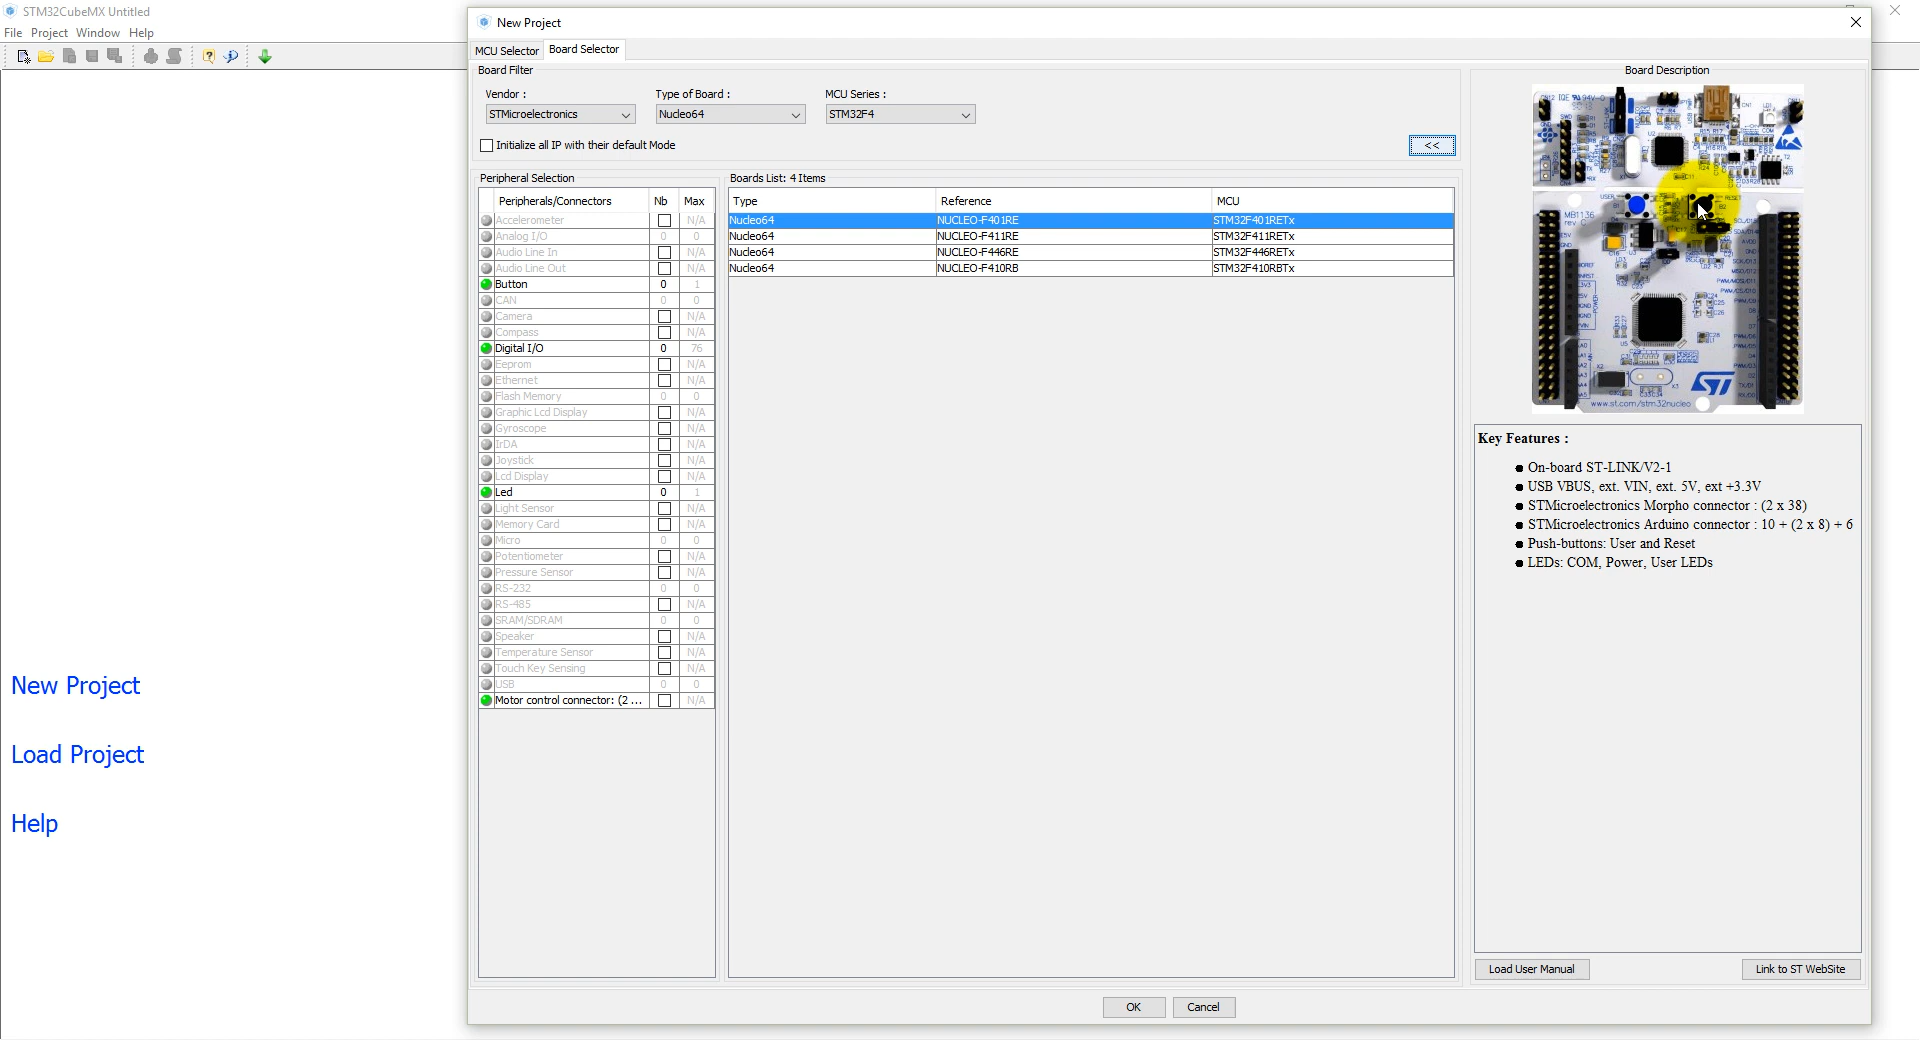 STM32CubeMX Untitled
File Project Window Help
New Project
Load Project
Help
New Project
MCU Selector Board Selector
Board Filter
Vendor : Type of Board : MCU Series :
STMicroelectronics Nucleo64 STM32F4
Initialize all IP with their default Mode
<<
Peripheral Selection
Peripherals/Connectors Nb Max
Accelerometer N/A
Analog I/O 0 0
Audio Line In N/A
Audio Line Out N/A
Button 0 1
CAN 0 0
Camera N/A
Compass N/A
Digital I/O 0 76
Eeprom N/A
Ethernet N/A
Flash Memory 0 0
Graphic Lcd Display N/A
Gyroscope N/A
IrDA N/A
Joystick N/A
Lcd Display N/A
Led 0 1
Light Sensor N/A
Memory Card N/A
Micro 0 0
Potentiometer N/A
Pressure Sensor N/A
RS-232 0 0
RS-485 N/A
SRAM/SDRAM 0 0
Speaker N/A
Temperature Sensor N/A
Touch Key Sensing N/A
USB 0 0
Motor control connector: (2 ... N/A
Boards List: 4 Items
Type Reference MCU
Nucleo64 NUCLEO-F401RE STM32F401RETx
Nucleo64 NUCLEO-F411RE STM32F411RETx
Nucleo64 NUCLEO-F446RE STM32F446RETx
Nucleo64 NUCLEO-F410RB STM32F410RBTx
Board Description
USER
RESET
MB1136
ST
www.st.com/stm32nucleo
Key Features :
On-board ST-LINK/V2-1
USB VBUS, ext. VIN, ext. 5V, ext +3.3V
STMicroelectronics Morpho connector : (2 x 38)
STMicroelectronics Arduino connector : 10 + (2 x 8) + 6
Push-buttons: User and Reset
LEDs: COM, Power, User LEDs
Load User Manual Link to ST WebSite
OK Cancel